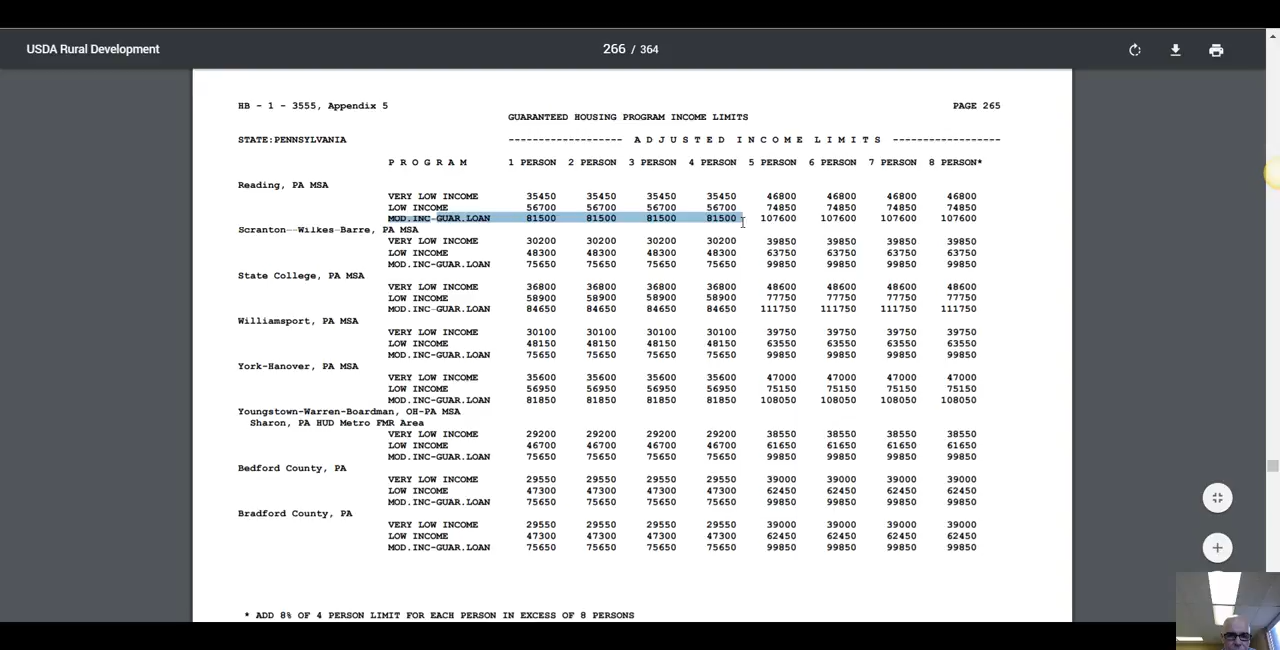 USDA Rural Development 266 / 364
HB - 1 - 3555, Appendix 5 PAGE 265
GUARANTEED HOUSING PROGRAM INCOME LIMITS
STATE:PENNSYLVANIA ------------------- A D J U S T E D I N C O M E L I M I T S ------------------
P R O G R A M 1 PERSON 2 PERSON 3 PERSON 4 PERSON 5 PERSON 6 PERSON 7 PERSON 8 PERSON*
Reading, PA MSA
VERY LOW INCOME 35450 35450 35450 35450 46800 46800 46800 46800
LOW INCOME 56700 56700 56700 56700 74850 74850 74850 74850
MOD.INC-GUAR.LOAN 81500 81500 81500 81500 107600 107600 107600 107600
Scranton--Wilkes-Barre, PA MSA
VERY LOW INCOME 30200 30200 30200 30200 39850 39850 39850 39850
LOW INCOME 48300 48300 48300 48300 63750 63750 63750 63750
MOD.INC-GUAR.LOAN 75650 75650 75650 75650 99850 99850 99850 99850
State College, PA MSA
VERY LOW INCOME 36800 36800 36800 36800 48600 48600 48600 48600
LOW INCOME 58900 58900 58900 58900 77750 77750 77750 77750
MOD.INC-GUAR.LOAN 84650 84650 84650 84650 111750 111750 111750 111750
Williamsport, PA MSA
VERY LOW INCOME 30100 30100 30100 30100 39750 39750 39750 39750
LOW INCOME 48150 48150 48150 48150 63550 63550 63550 63550
MOD.INC-GUAR.LOAN 75650 75650 75650 75650 99850 99850 99850 99850
York-Hanover, PA MSA
VERY LOW INCOME 35600 35600 35600 35600 47000 47000 47000 47000
LOW INCOME 56950 56950 56950 56950 75150 75150 75150 75150
MOD.INC-GUAR.LOAN 81850 81850 81850 81850 108050 108050 108050 108050
Youngstown-Warren-Boardman, OH-PA MSA
Sharon, PA HUD Metro FMR Area
VERY LOW INCOME 29200 29200 29200 29200 38550 38550 38550 38550
LOW INCOME 46700 46700 46700 46700 61650 61650 61650 61650
MOD.INC-GUAR.LOAN 75650 75650 75650 75650 99850 99850 99850 99850
Bedford County, PA
VERY LOW INCOME 29550 29550 29550 29550 39000 39000 39000 39000
LOW INCOME 47300 47300 47300 47300 62450 62450 62450 62450
MOD.INC-GUAR.LOAN 75650 75650 75650 75650 99850 99850 99850 99850
Bradford County, PA
VERY LOW INCOME 29550 29550 29550 29550 39000 39000 39000 39000
LOW INCOME 47300 47300 47300 47300 62450 62450 62450 62450
MOD.INC-GUAR.LOAN 75650 75650 75650 75650 99850 99850 99850 99850
* ADD 8% OF 4 PERSON LIMIT FOR EACH PERSON IN EXCESS OF 8 PERSONS